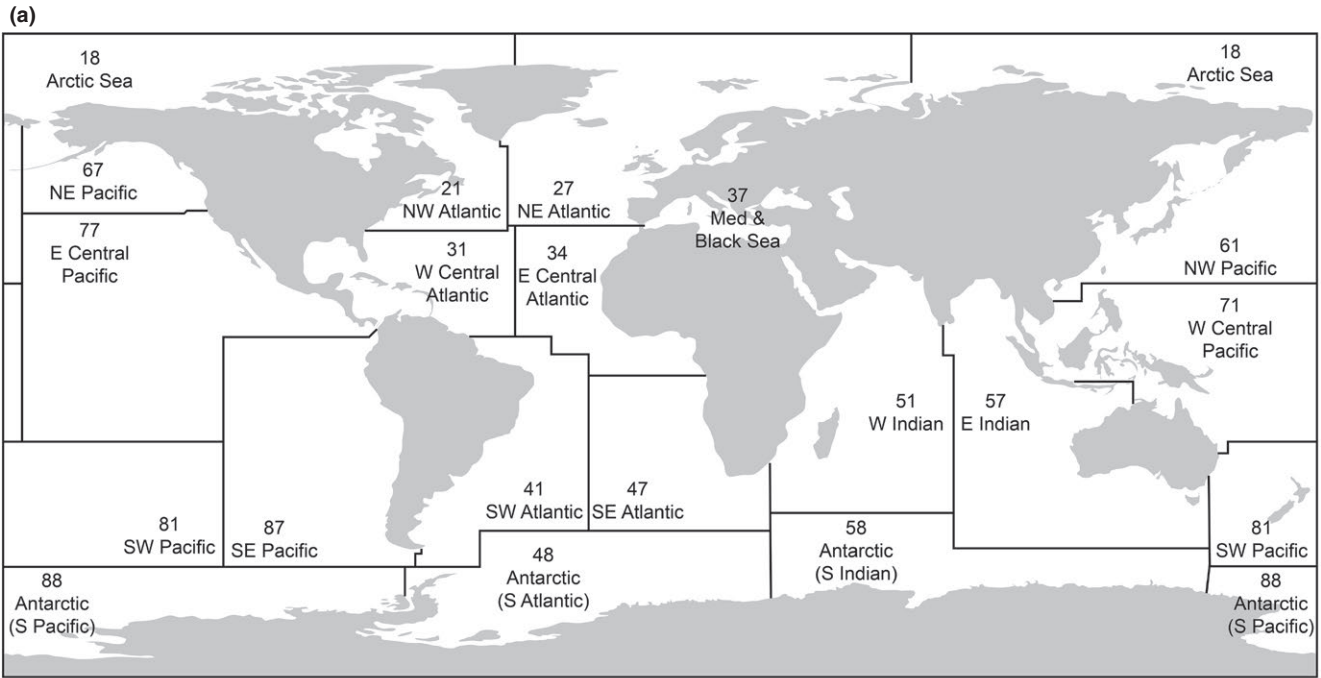 (a)
18
Arctic Sea
18
Arctic Sea
67
NE Pacific
21
NW Atlantic
27
NE Atlantic
37
Med &
Black Sea
77
E Central
Pacific
31
W Central
Atlantic
34
E Central
Atlantic
61
NW Pacific
71
W Central
Pacific
51
W Indian
57
E Indian
81
SW Pacific
87
SE Pacific
41
SW Atlantic
47
SE Atlantic
58
Antarctic
(S Indian)
81
SW Pacific
88
Antarctic
(S Pacific)
48
Antarctic
(S Atlantic)
88
Antarctic
(S Pacific)